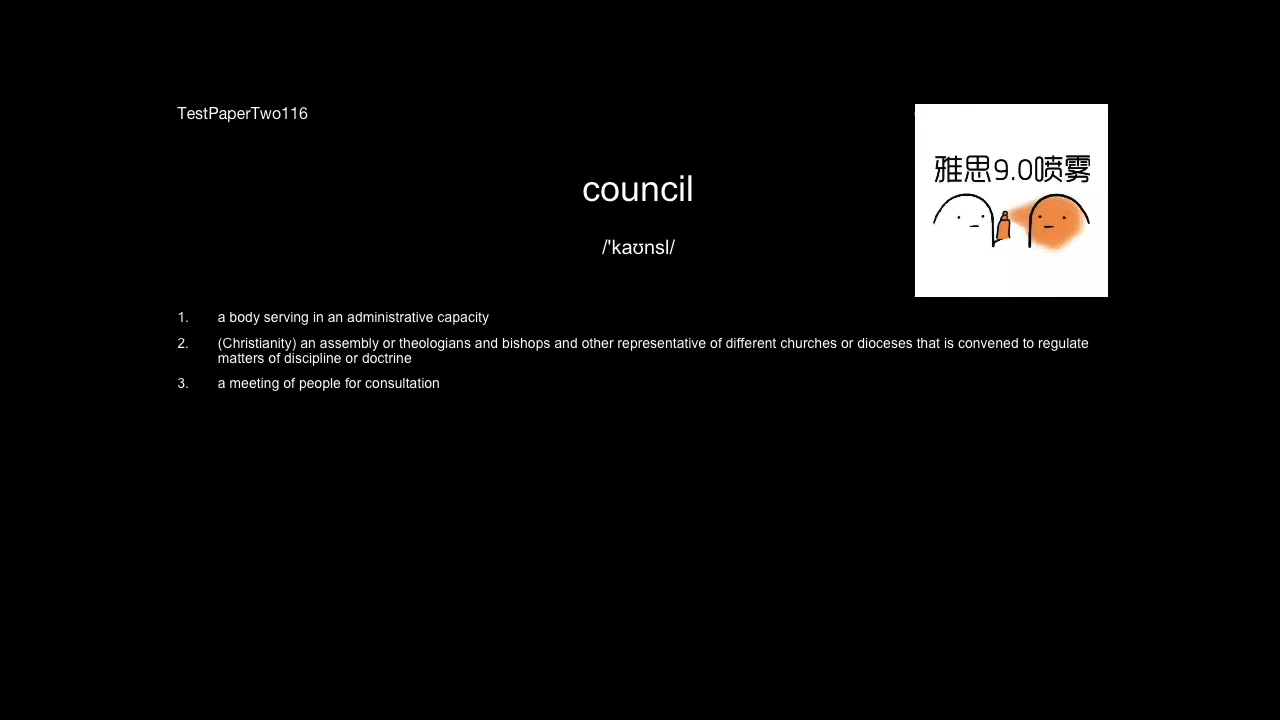 TestPaperTwo116
雅思9.0喷雾
council
/'kaʊnsl/
1. a body serving in an administrative capacity
2. (Christianity) an assembly or theologians and bishops and other representative of different churches or dioceses that is convened to regulate
matters of discipline or doctrine
3. a meeting of people for consultation